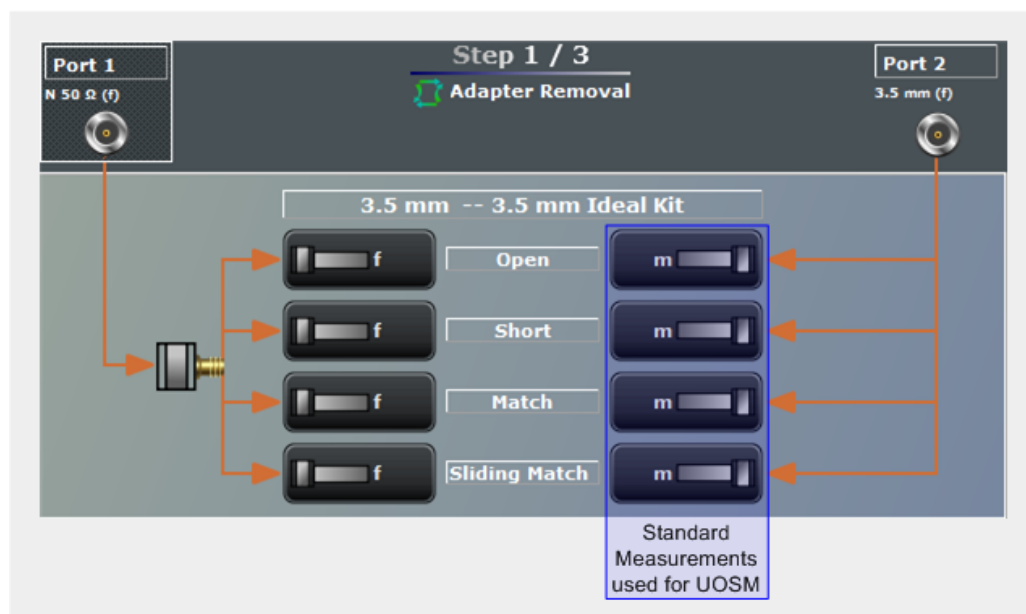 Port 1
N 50 Ω (f)
Step 1 / 3
Adapter Removal
Port 2
3.5 mm (f)
3.5 mm -- 3.5 mm Ideal Kit
f Open m
f Short m
f Match m
f Sliding Match m
Standard
Measurements
used for UOSM